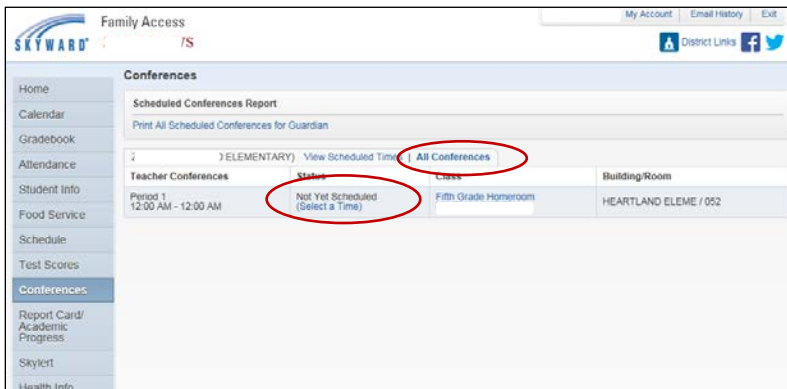 My Account | Email History | Exit
Family Access
SKYWARD
District Links
Conferences
Home
Calendar
Gradebook
Attendance
Student Info
Food Service
Schedule
Test Scores
Conferences
Report Card/
Academic
Progress
Skylert
Health Info
Scheduled Conferences Report
Print All Scheduled Conferences for Guardian
ELEMENTARY) View Scheduled Times | All Conferences
Teacher Conferences Status Class Building/Room
Period 1 Not Yet Scheduled Fifth Grade Homeroom HEARTLAND ELEME / 052
12:00 AM - 12:00 AM (Select a Time)